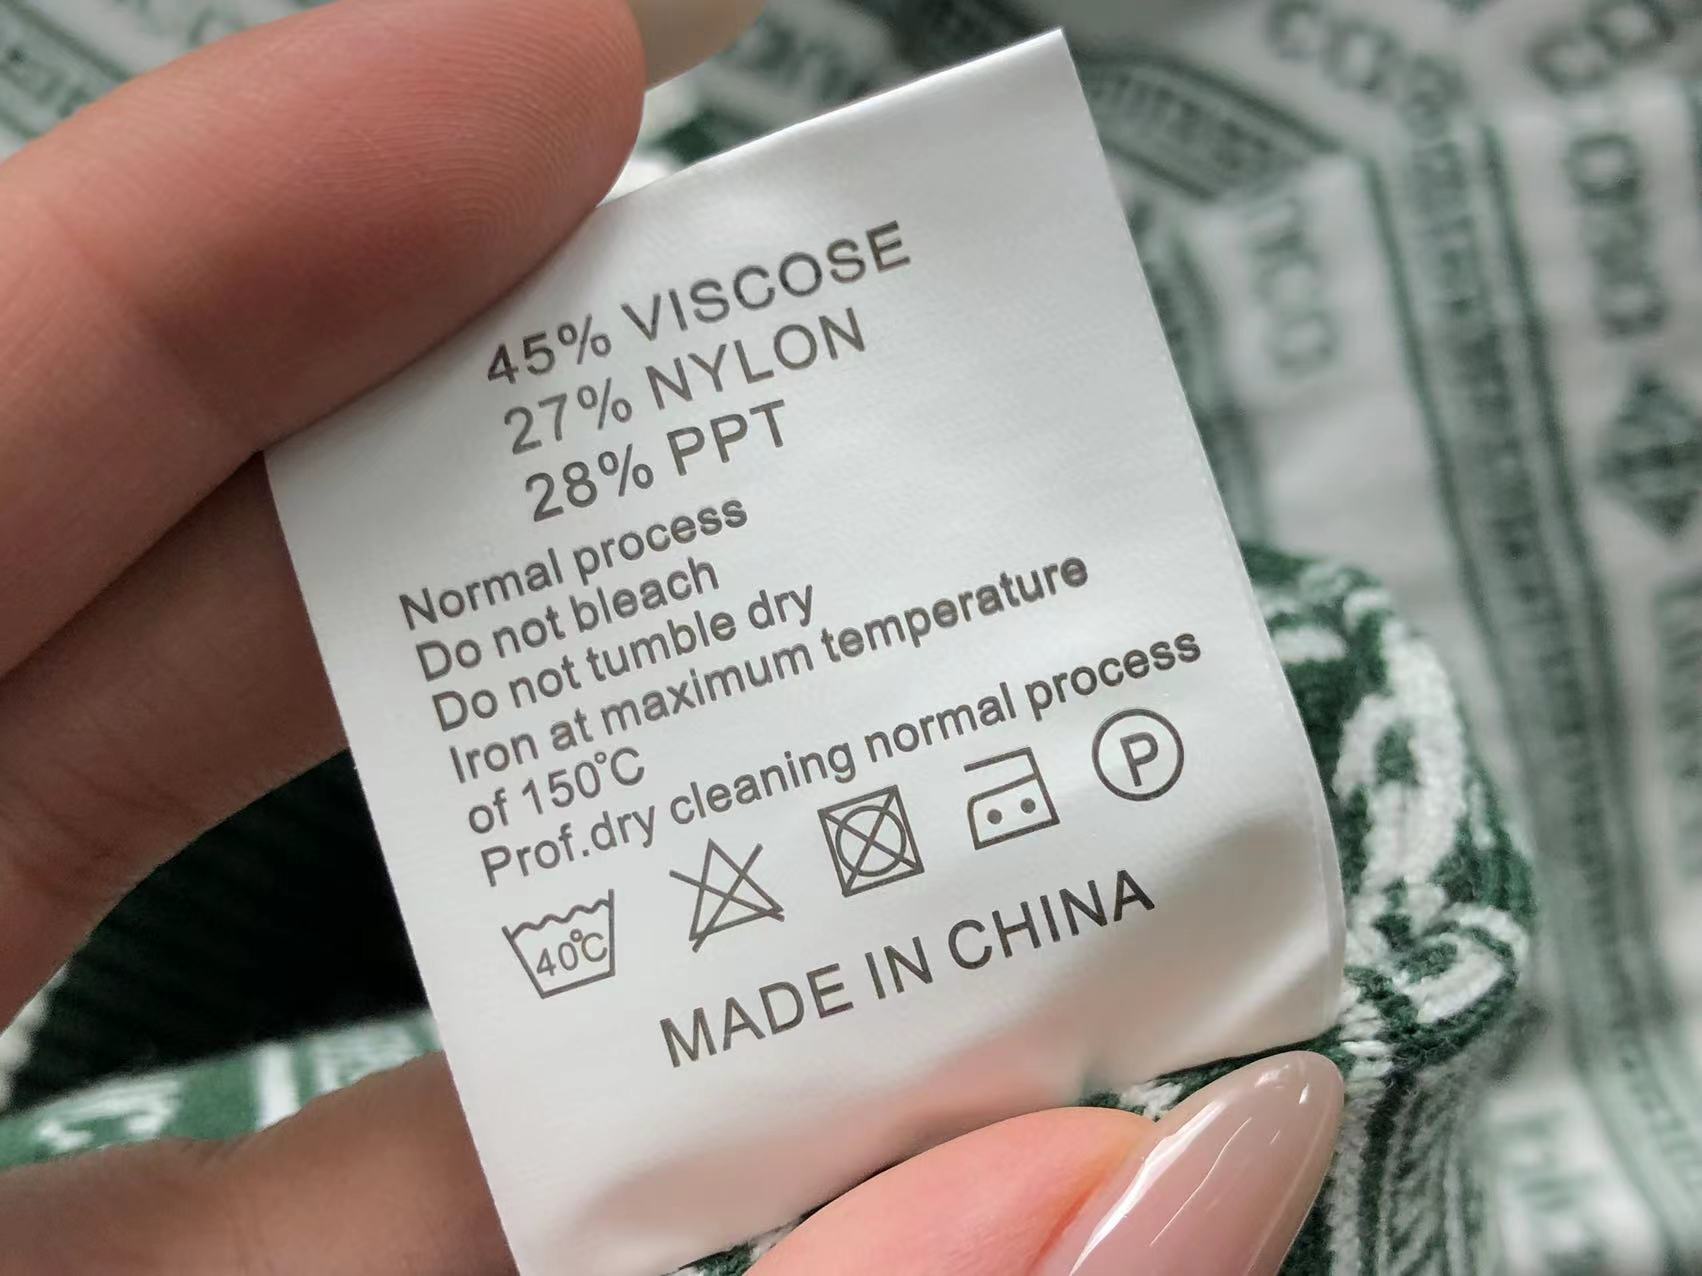 45% VISCOSE
27% NYLON
28% PPT
Normal process
Do not bleach
Do not tumble dry
Iron at maximum temperature
of 150℃
Prof.dry cleaning normal process
40℃
P
MADE IN CHINA